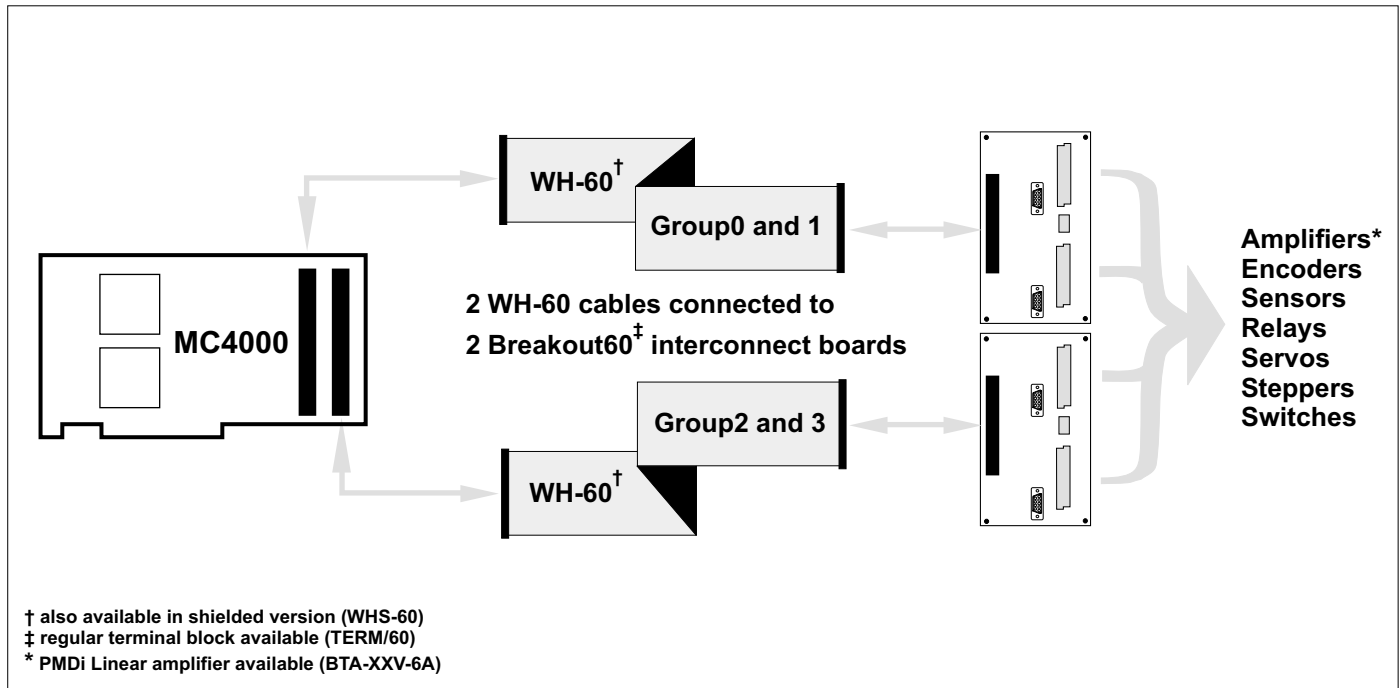 WH-60†
Group0 and 1
MC4000
2 WH-60 cables connected to
2 Breakout60‡ interconnect boards
Group2 and 3
WH-60†
Amplifiers*
Encoders
Sensors
Relays
Servos
Steppers
Switches
† also available in shielded version (WHS-60)
‡ regular terminal block available (TERM/60)
* PMDi Linear amplifier available (BTA-XXV-6A)